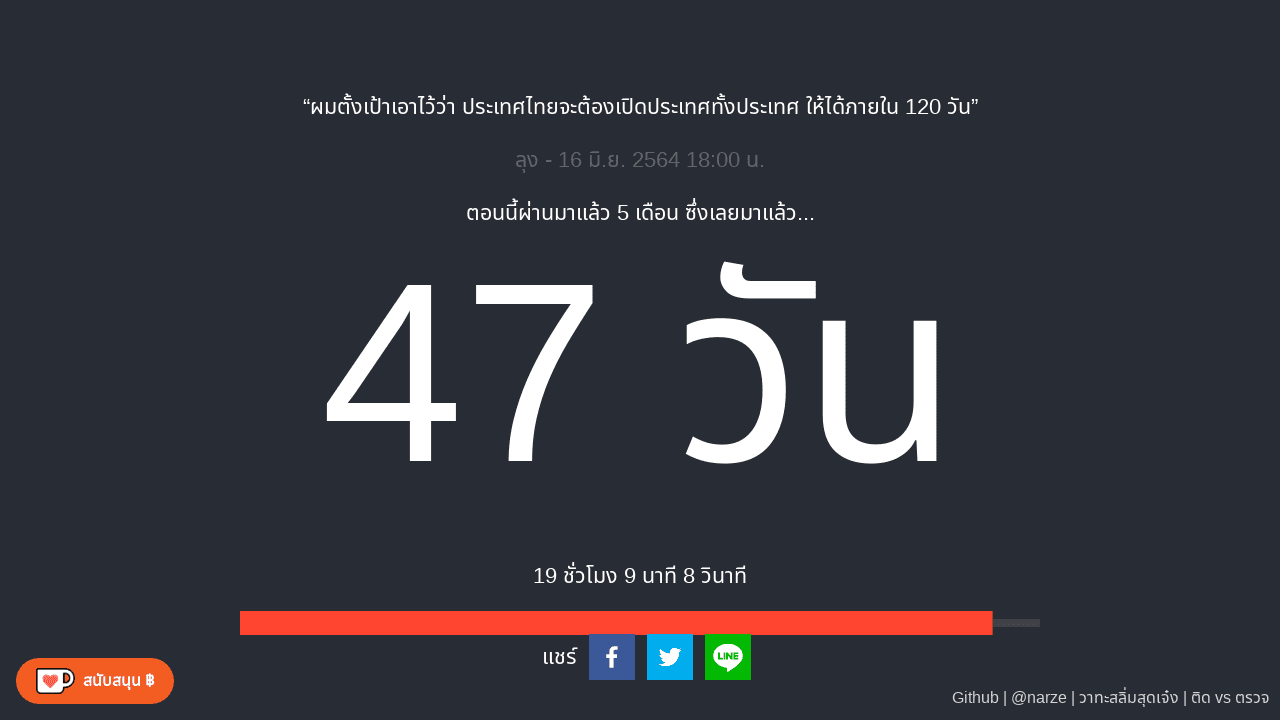 “ผมตั้งเป้าเอาไว้ว่า ประเทศไทยจะต้องเปิดประเทศทั้งประเทศ ให้ได้ภายใน 120 วัน”
ลุง - 16 มิ.ย. 2564 18:00 น.
ตอนนี้ผ่านมาแล้ว 5 เดือน ซึ่งเลยมาแล้ว...
47 วัน
19 ชั่วโมง 9 นาที 8 วินาที
แชร์
LINE
สนับสนุน ฿
Github | @narze | วาทะสลิ่มสุดเจ๋ง | ติด vs ตรวจ